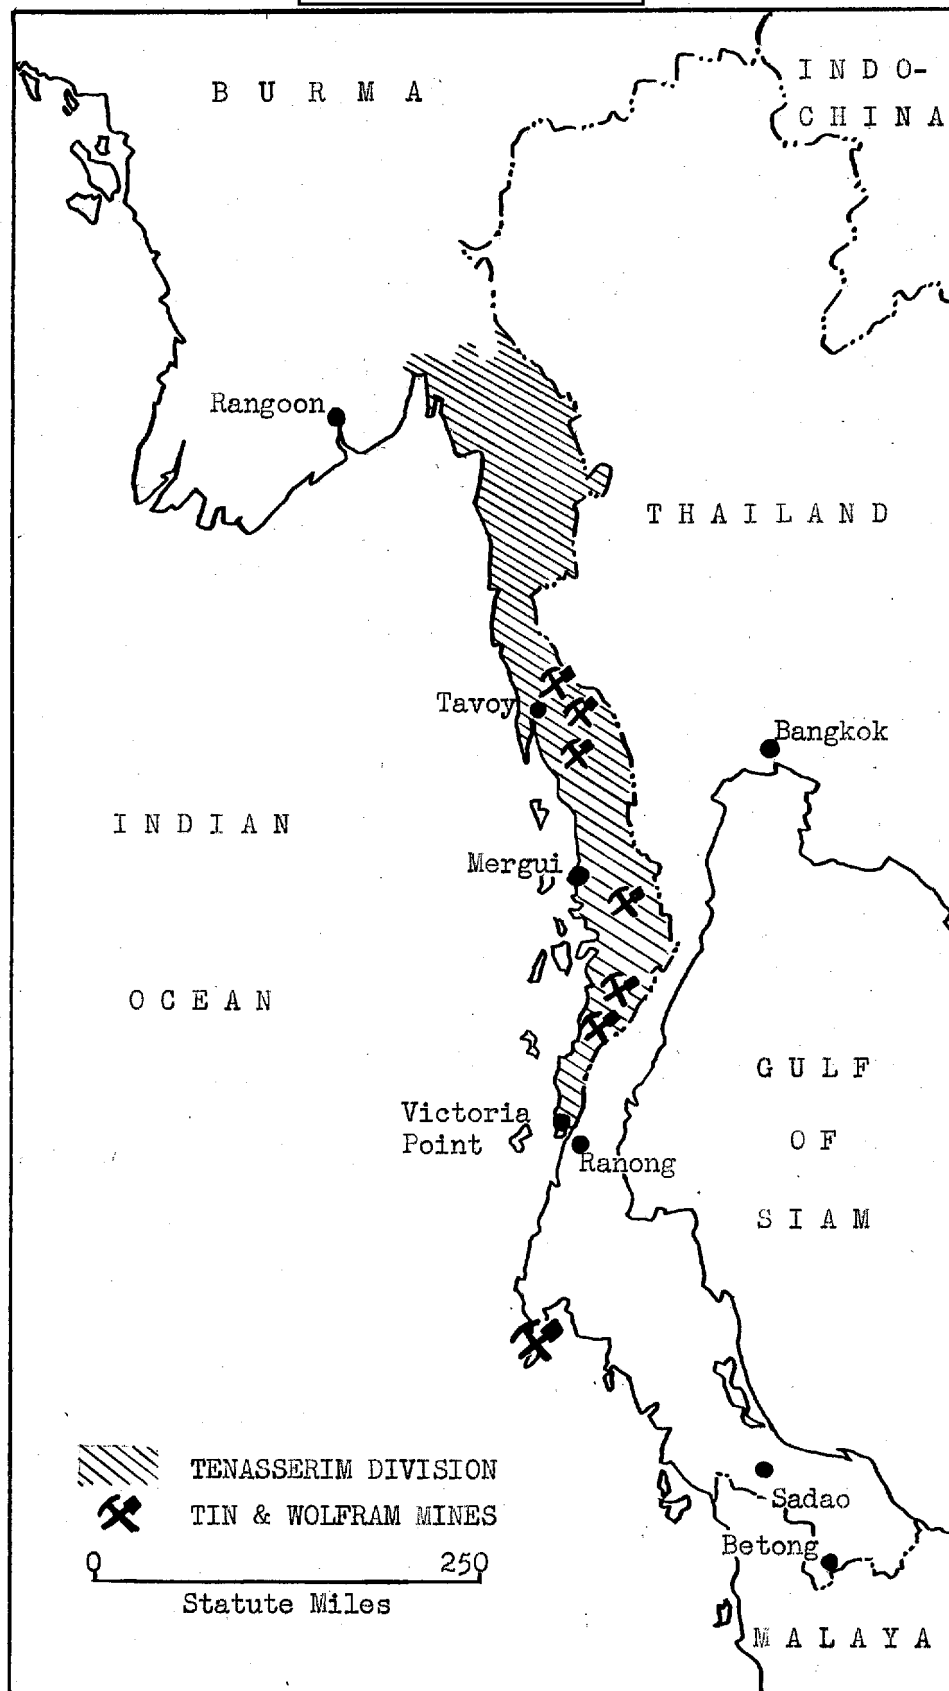 BURMA
INDO-
CHINA
Rangoon
THAILAND
Tavoy
Bangkok
INDIAN
Mergui
OCEAN
GULF
OF
SIAM
Victoria
Point
Ranong
TENASSERIM DIVISION
TIN & WOLFRAM MINES
Sadao
Betong
0 250
Statute Miles
MALAYA